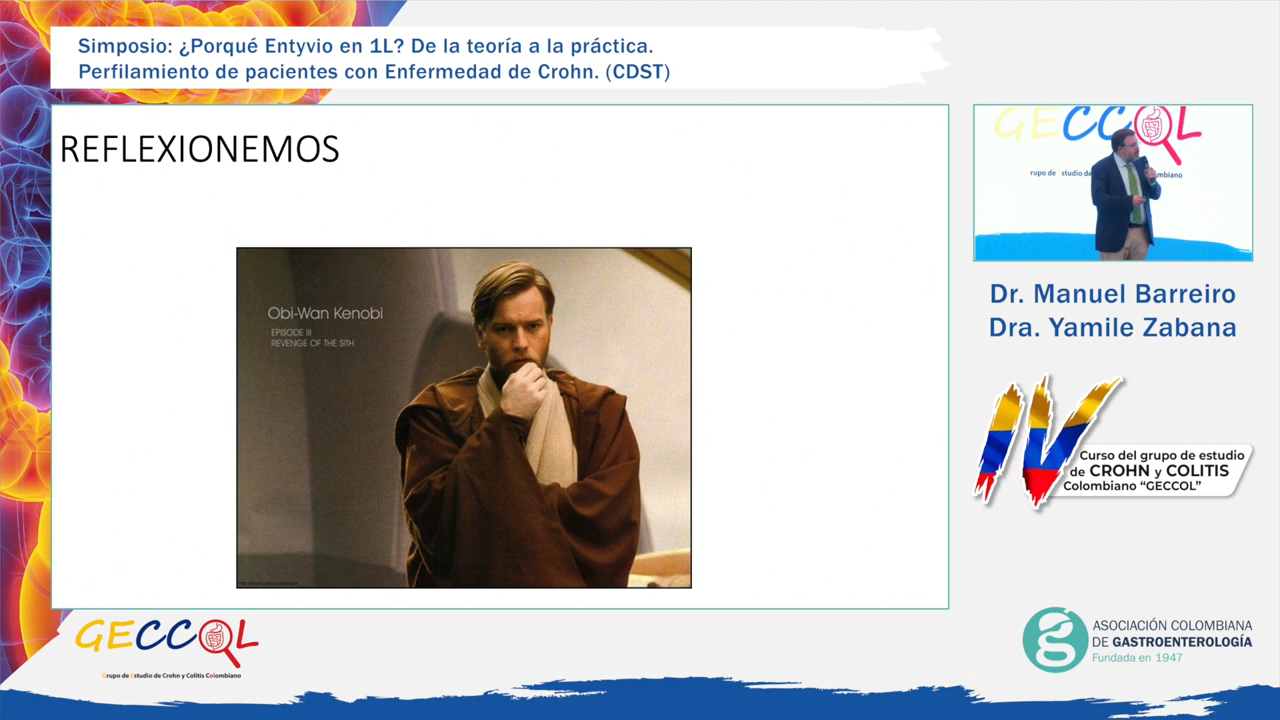 Simposio: ¿Porqué Entyvio en 1L? De la teoría a la práctica.
Perfilamiento de pacientes con Enfermedad de Crohn. (CDST)
REFLEXIONEMOS
Obi-Wan Kenobi
EPISODE III
REVENGE OF THE SITH
GECCOL
rupo de studio de mbiano
Dr. Manuel Barreiro
Dra. Yamile Zabana
IV
Curso del grupo de estudio
de CROHN y COLITIS
Colombiano “GECCOL”
GECCOL
Grupo de Estudio de Crohn y Colitis Colombiano
ASOCIACIÓN COLOMBIANA
DE GASTROENTEROLOGÍA
Fundada en 1947